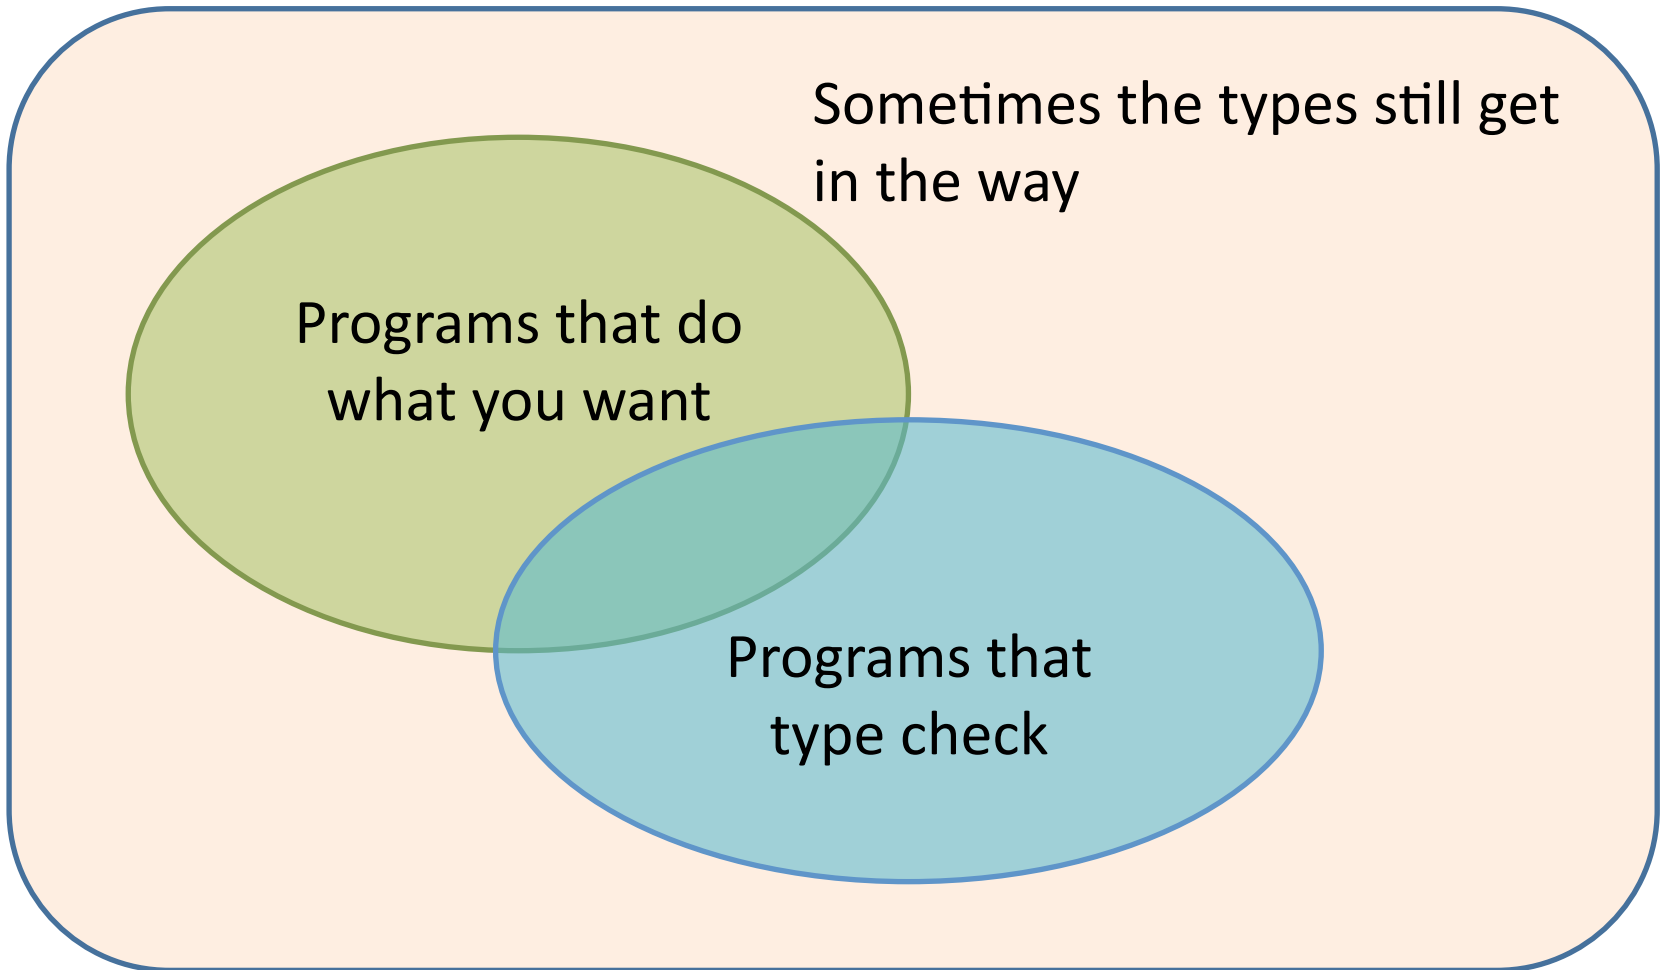 Sometimes the types still get
in the way
Programs that do
what you want
Programs that
type check